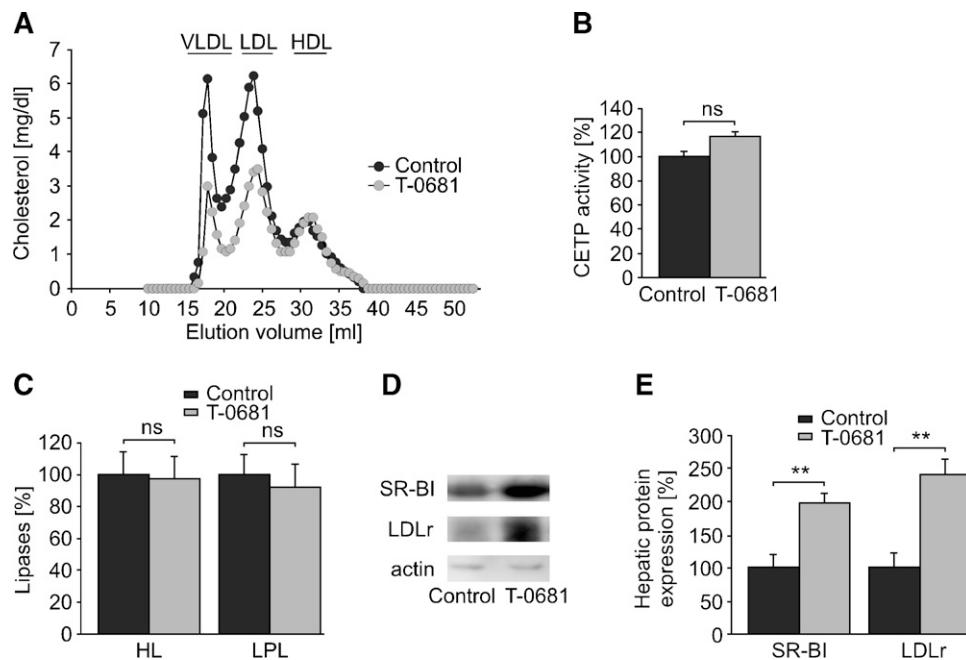 A
VLDL LDL HDL
7
6
5
4
3
2
1
0
Cholesterol [mg/dl]
Control
T-0681
0 5 10 15 20 25 30 35 40 45 50
Elution volume [ml]
B
140
120
100
80
60
40
20
0
CETP activity [%]
ns
Control T-0681
C
Control
T-0681
120
100
80
60
40
20
0
Lipases [%]
ns ns
HL LPL
D
SR-BI
LDLr
actin
Control T-0681
E
Control
T-0681
300
250
200
150
100
50
0
Hepatic protein
expression [%]
** **
SR-BI LDLr